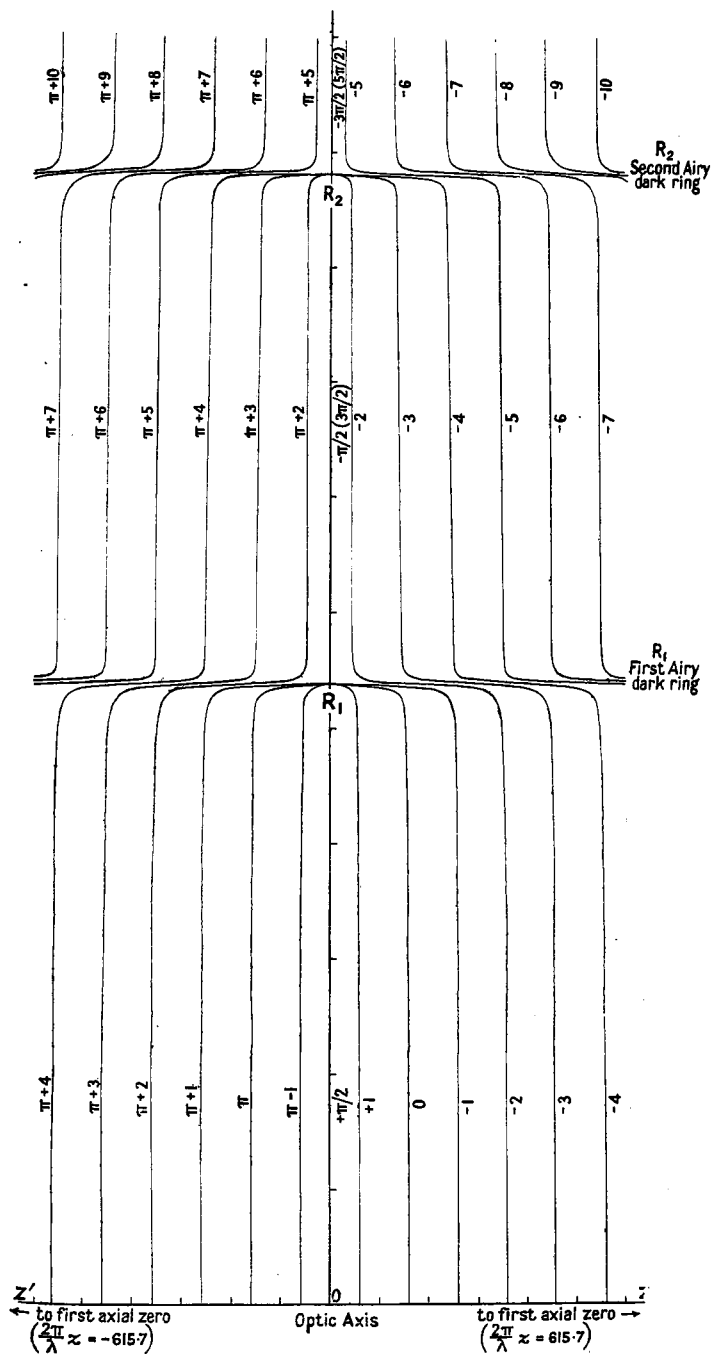 π+10 π+9 π+8 π+7 π+6 π+5 -3π/2 (5π/2) -5 -6 -7 -8 -9 -10
R₂
Second Airy
dark ring
R₂
π+7 π+6 π+5 π+4 π+3 π+2 -π/2 (3π/2) -2 -3 -4 -5 -6 -7
R₁
First Airy
dark ring
R₁
π+4 π+3 π+2 π+1 π π-1 +π/2 +1 0 -1 -2 -3 -4
Z' O
← to first axial zero Optic Axis to first axial zero →
(2π/λ z = -615·7) (2π/λ z = 615·7)